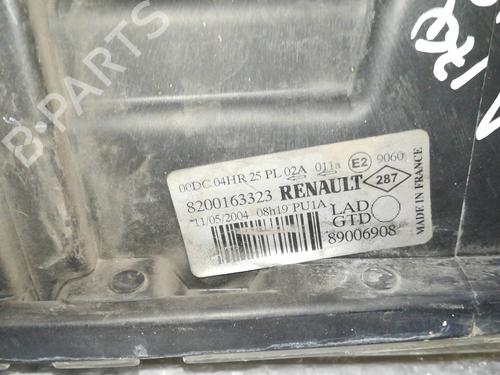 B-PARTS
00DC 04HR 25 PL 02A 011a E2 9060
8200163323 RENAULT 287
11/05/2004 08h19 PU1A LAD
GTD
89006908
MADE IN FRANCE